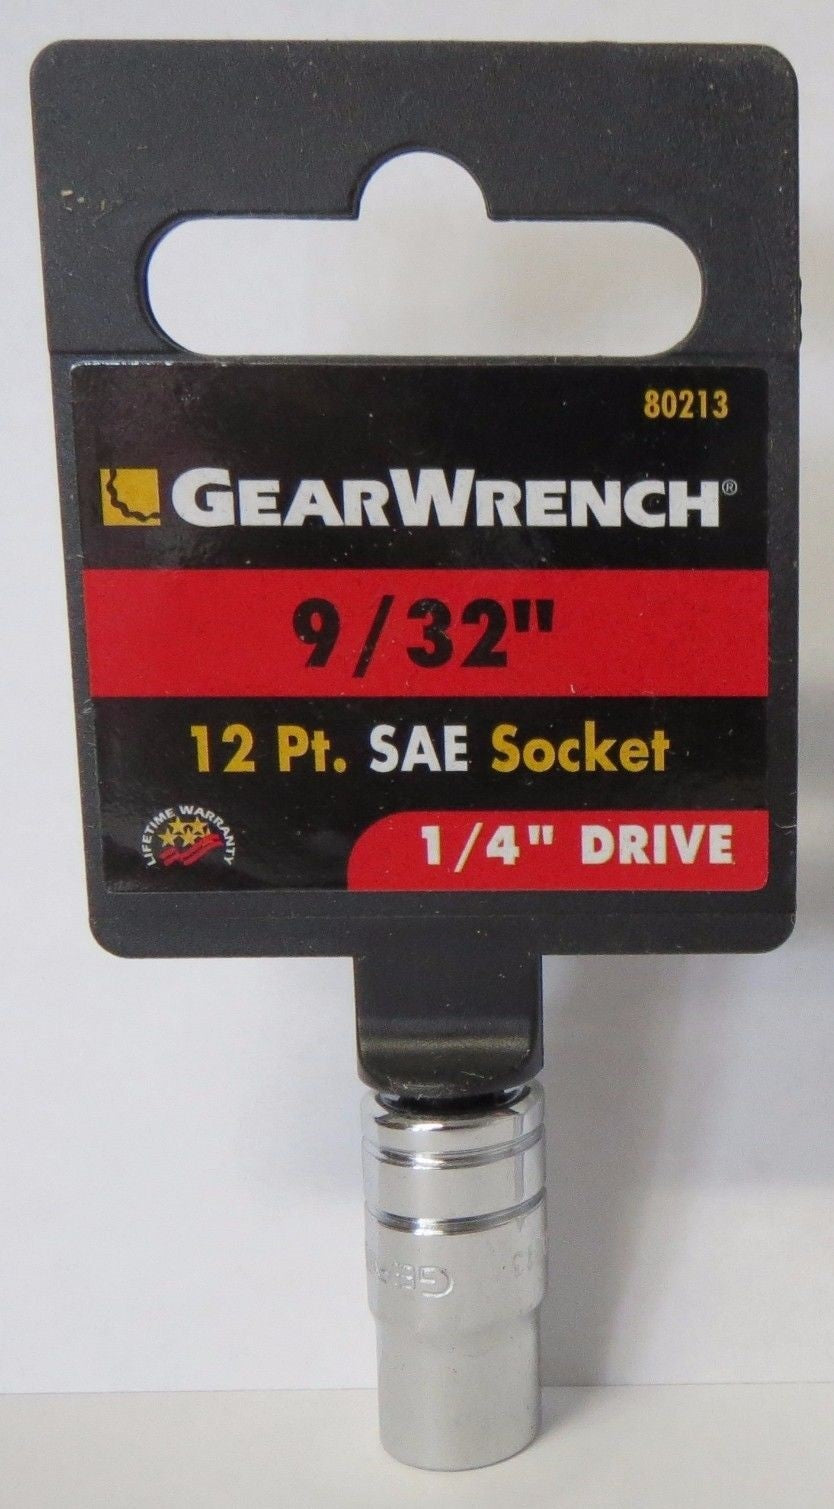 80213
GEARWRENCH®
9/32"
12 Pt. SAE Socket
LIFETIME WARRANTY
1/4" DRIVE